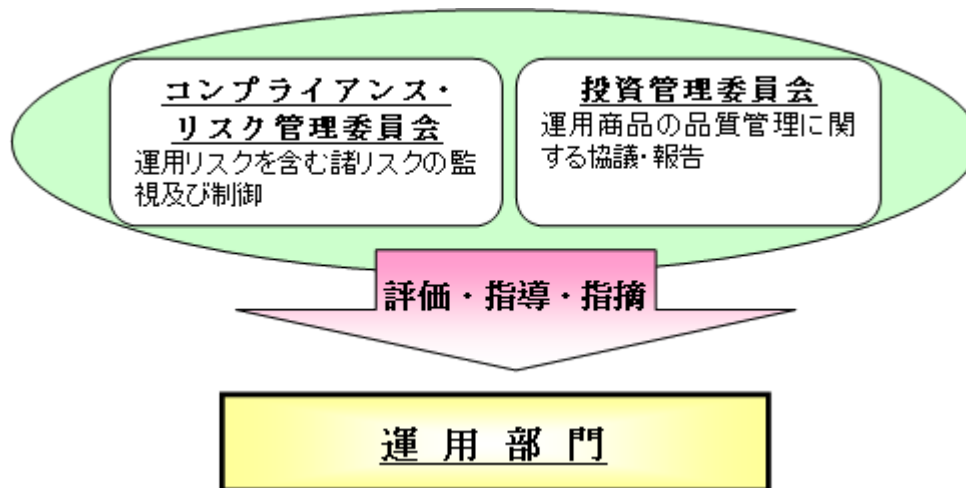 コンプライアンス・
リスク管理委員会
運用リスクを含む諸リスクの監
視及び制御
投資管理委員会
運用商品の品質管理に関
する協議・報告
評価・指導・指摘
運用部門